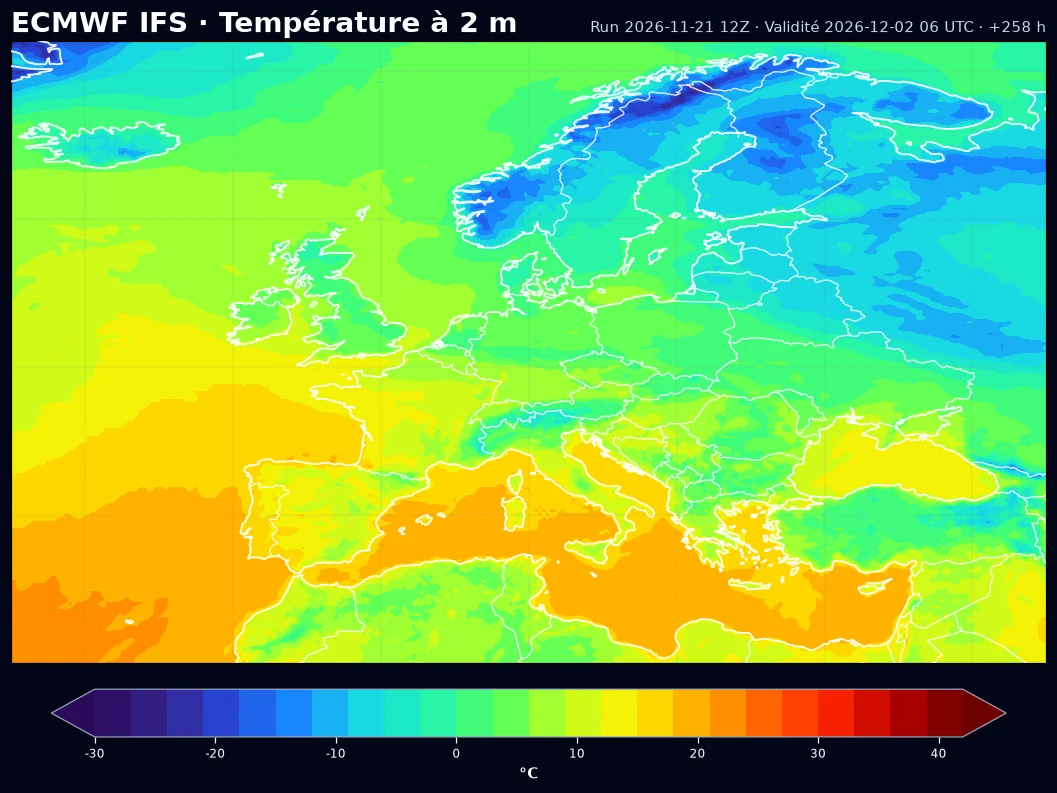 ECMWF IFS · Température à 2 m
Run 2026-11-21 12Z · Validité 2026-12-02 06 UTC · +258 h
-30 -20 -10 0 10 20 30 40
°C